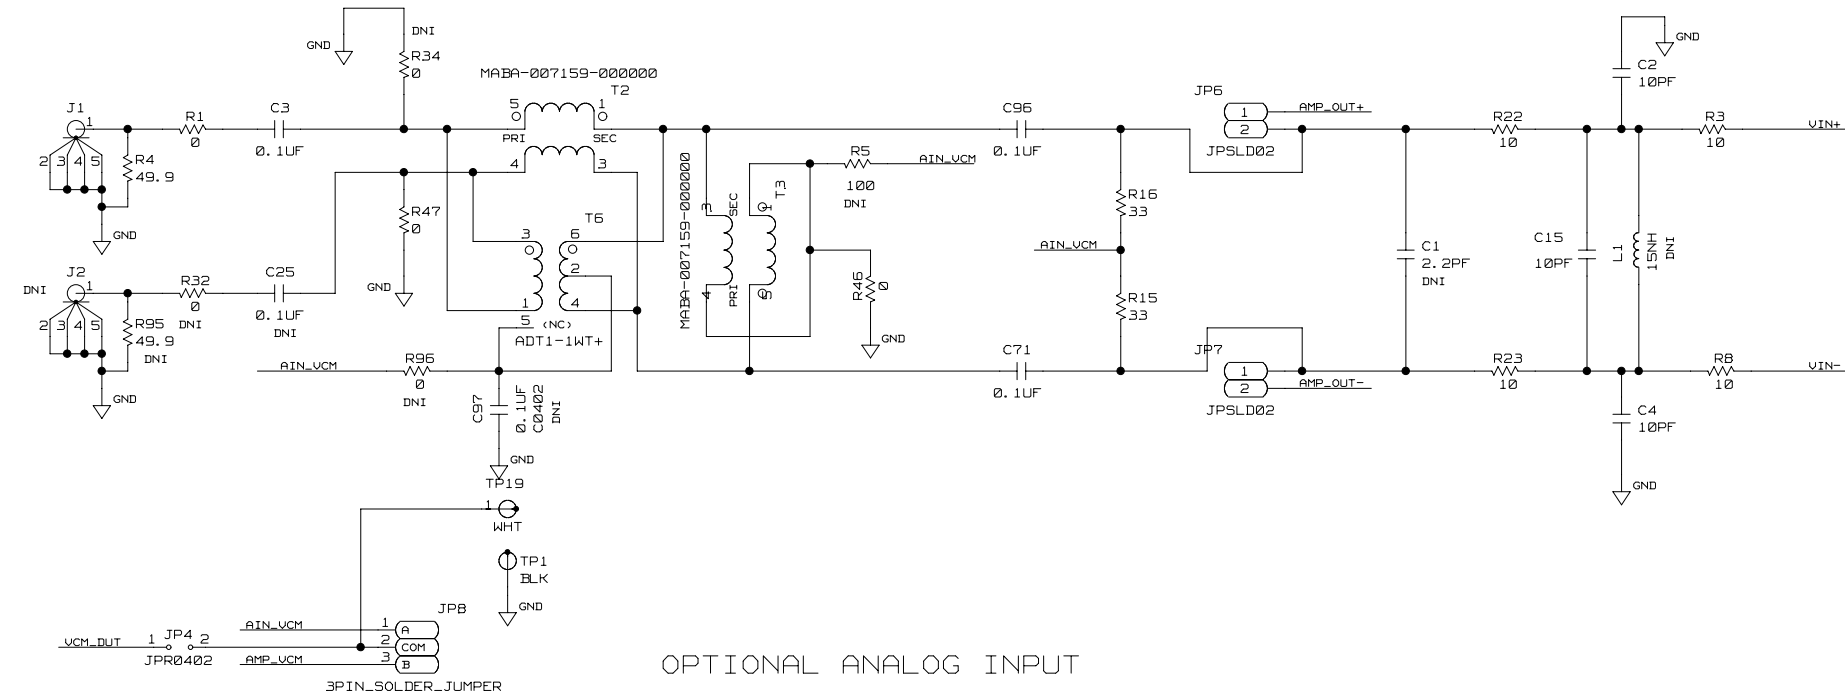 GND
DNI
R34
0
MABA-007159-000000
T2
5
1
PRI
SEC
4
3
J1
1
2 3 4 5
R4
49.9
GND
R1
0
C3
0.1UF
R47
0
GND
T6
3
6
2
1
4
5
(NC)
ADT1-1WT+
DNI
J2
1
2 3 4 5
R95
49.9
DNI
GND
R32
0
DNI
C25
0.1UF
DNI
AIN_VCM
R96
0
DNI
C97
0.1UF
C0402
DNI
GND
MABA-007159-000000
3
SEC
4
PRI
T3
1
5
R5
100
DNI
AIN_VCM
R46
0
GND
C96
0.1UF
C71
0.1UF
R16
33
AIN_VCM
R15
33
JP6
1
2
AMP_OUT+
JPSLD02
JP7
1
2
AMP_OUT-
JPSLD02
C1
2.2PF
DNI
R22
10
R23
10
C15
10PF
L1
15NH
DNI
C2
10PF
GND
C4
10PF
GND
R3
10
VIN+
R8
10
VIN-
TP19
1
WHT
TP1
BLK
GND
JP8
AIN_VCM
1
A
VCM_DUT
1
JP4
2
JPR0402
2
COM
AMP_VCM
3
B
3PIN_SOLDER_JUMPER
OPTIONAL ANALOG INPUT